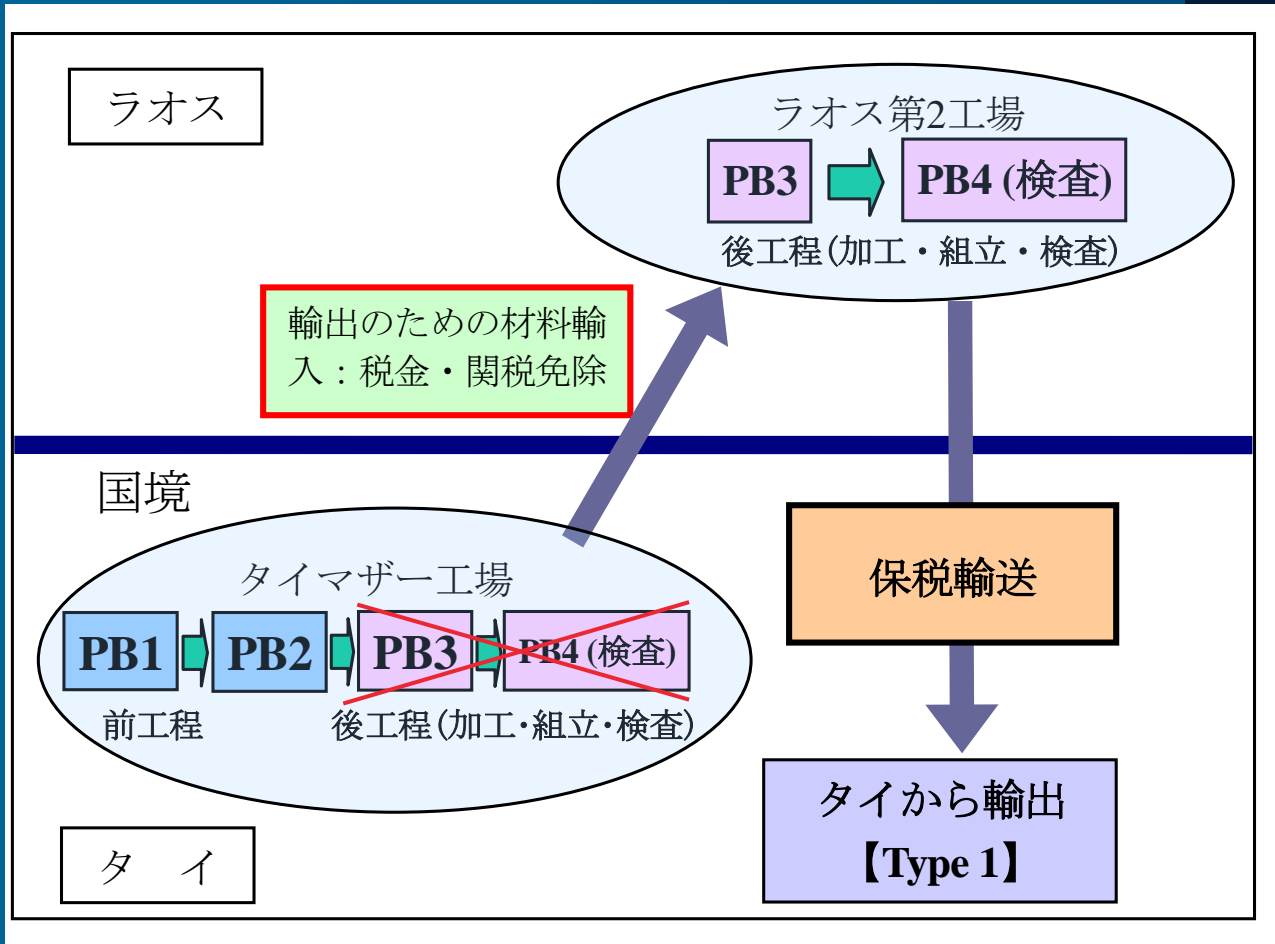 ラオス
ラオス第2工場
PB3
PB4 (検査)
後工程(加工・組立・検査)
輸出のための材料輸
入：税金・関税免除
国境
タイマザー工場
PB1
PB2
PB3
PB4 (検査)
前工程
後工程(加工･組立･検査)
保税輸送
タイから輸出
【Type 1】
タ　イ